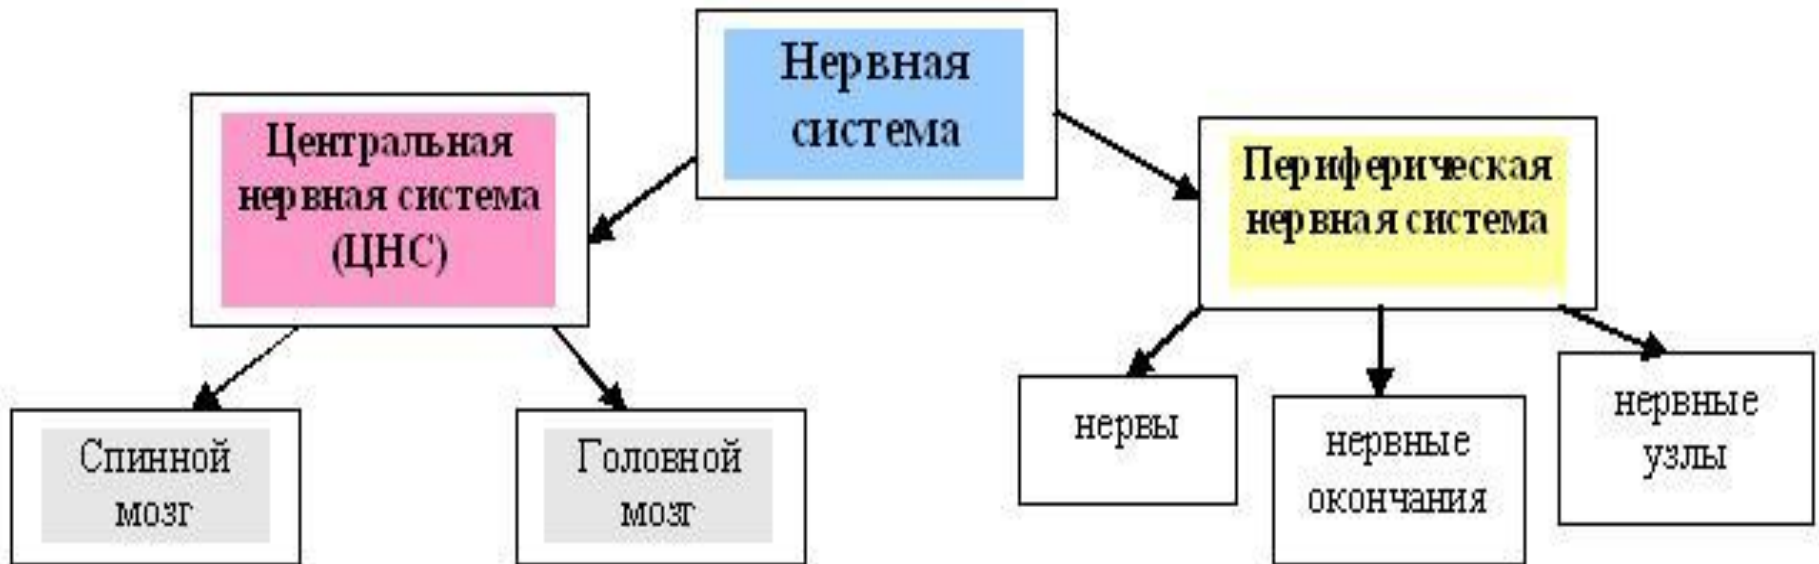 Нервная
система
Центральная
нервная система
(ЦНС)
Периферическая
нервная система
Спинной
мозг
Головной
мозг
нервы
нервные
окончания
нервные
узлы